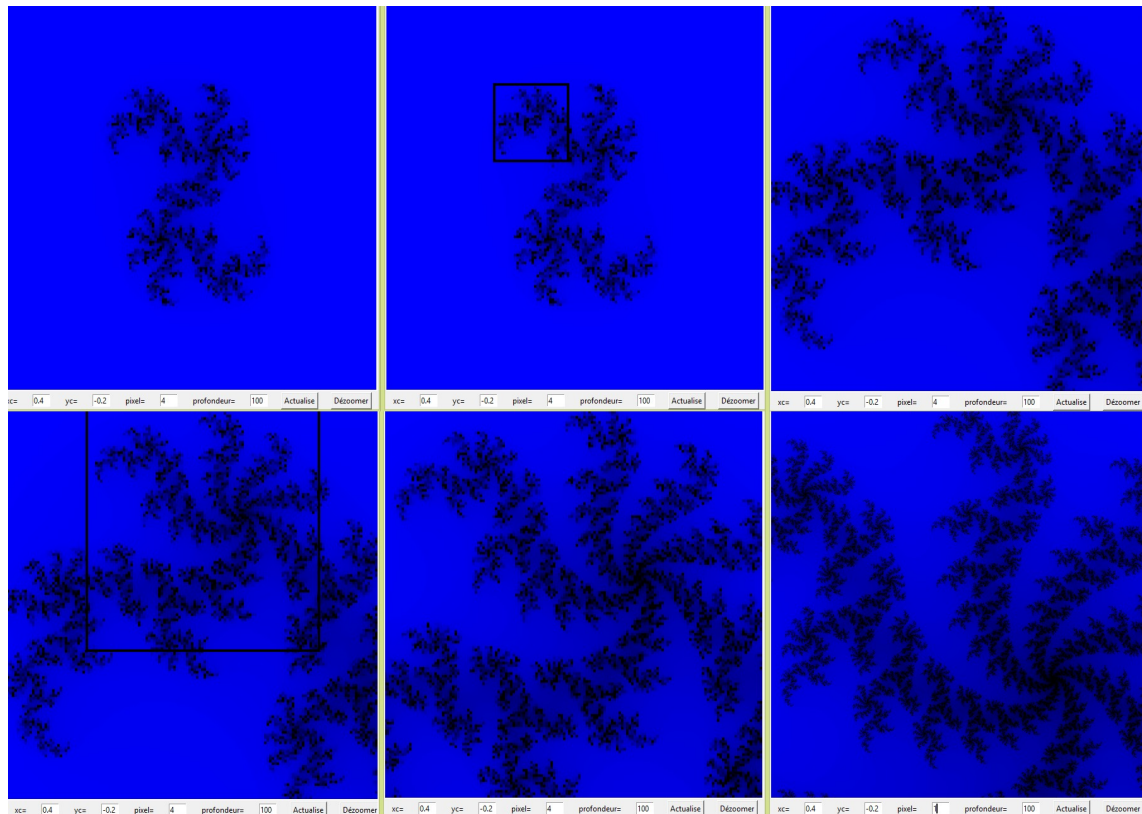 xc= 0.4 yc= -0.2 pixel= 4 profondeur= 100 Actualise Dézoomer
xc= 0.4 yc= -0.2 pixel= 4 profondeur= 100 Actualise Dézoomer
xc= 0.4 yc= -0.2 pixel= 4 profondeur= 100 Actualise Dézoomer
xc= 0.4 yc= -0.2 pixel= 4 profondeur= 100 Actualise Dézoomer
xc= 0.4 yc= -0.2 pixel= 4 profondeur= 100 Actualise Dézoomer
xc= 0.4 yc= -0.2 pixel= 1 profondeur= 100 Actualise Dézoomer